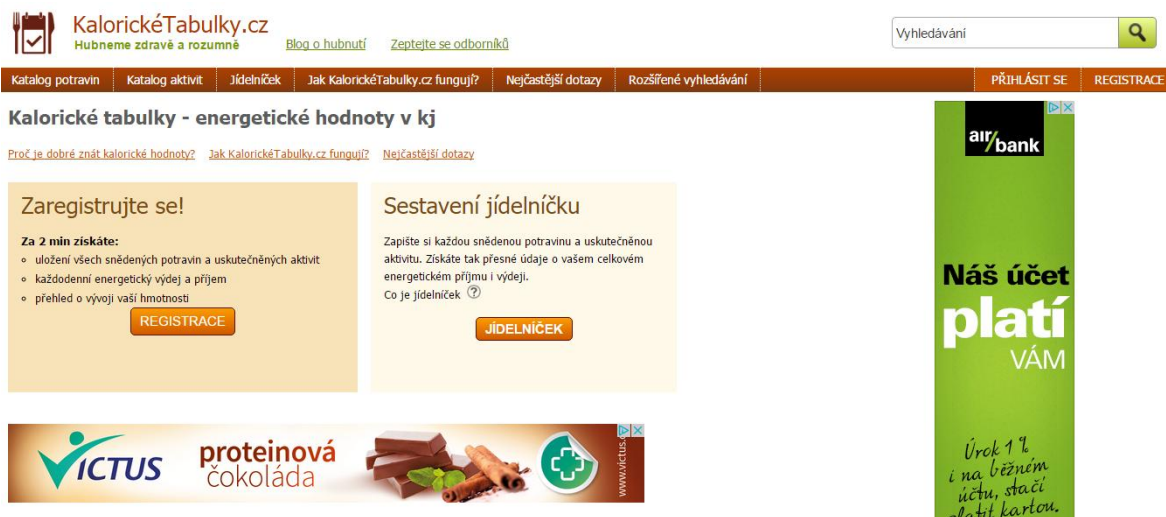 KalorickéTabulky.cz
Hubneme zdravě a rozumně
Blog o hubnutí
Zeptejte se odborníků
Vyhledávání
Katalog potravin
Katalog aktivit
Jídelníček
Jak KalorickéTabulky.cz fungují?
Nejčastější dotazy
Rozšířené vyhledávání
PŘIHLÁSIT SE
REGISTRACE
Kalorické tabulky - energetické hodnoty v kj
Proč je dobré znát kalorické hodnoty?
Jak KalorickéTabulky.cz fungují?
Nejčastější dotazy
Zaregistrujte se!
Za 2 min získáte:
uložení všech snědených potravin a uskutečněných aktivit
každodenní energetický výdej a příjem
přehled o vývoji vaší hmotnosti
REGISTRACE
Sestavení jídelníčku
Zapište si každou snědenou potravinu a uskutečněnou
aktivitu. Získáte tak přesné údaje o vašem celkovém
energetickém příjmu i výdeji.
Co je jídelníček ?
JÍDELNÍČEK
VICTUS
proteinová
čokoláda
www.victus.
air/bank
Náš účet
platí
VÁM
Úrok 1 %
i na běžném
účtu, stačí
platit kartou.